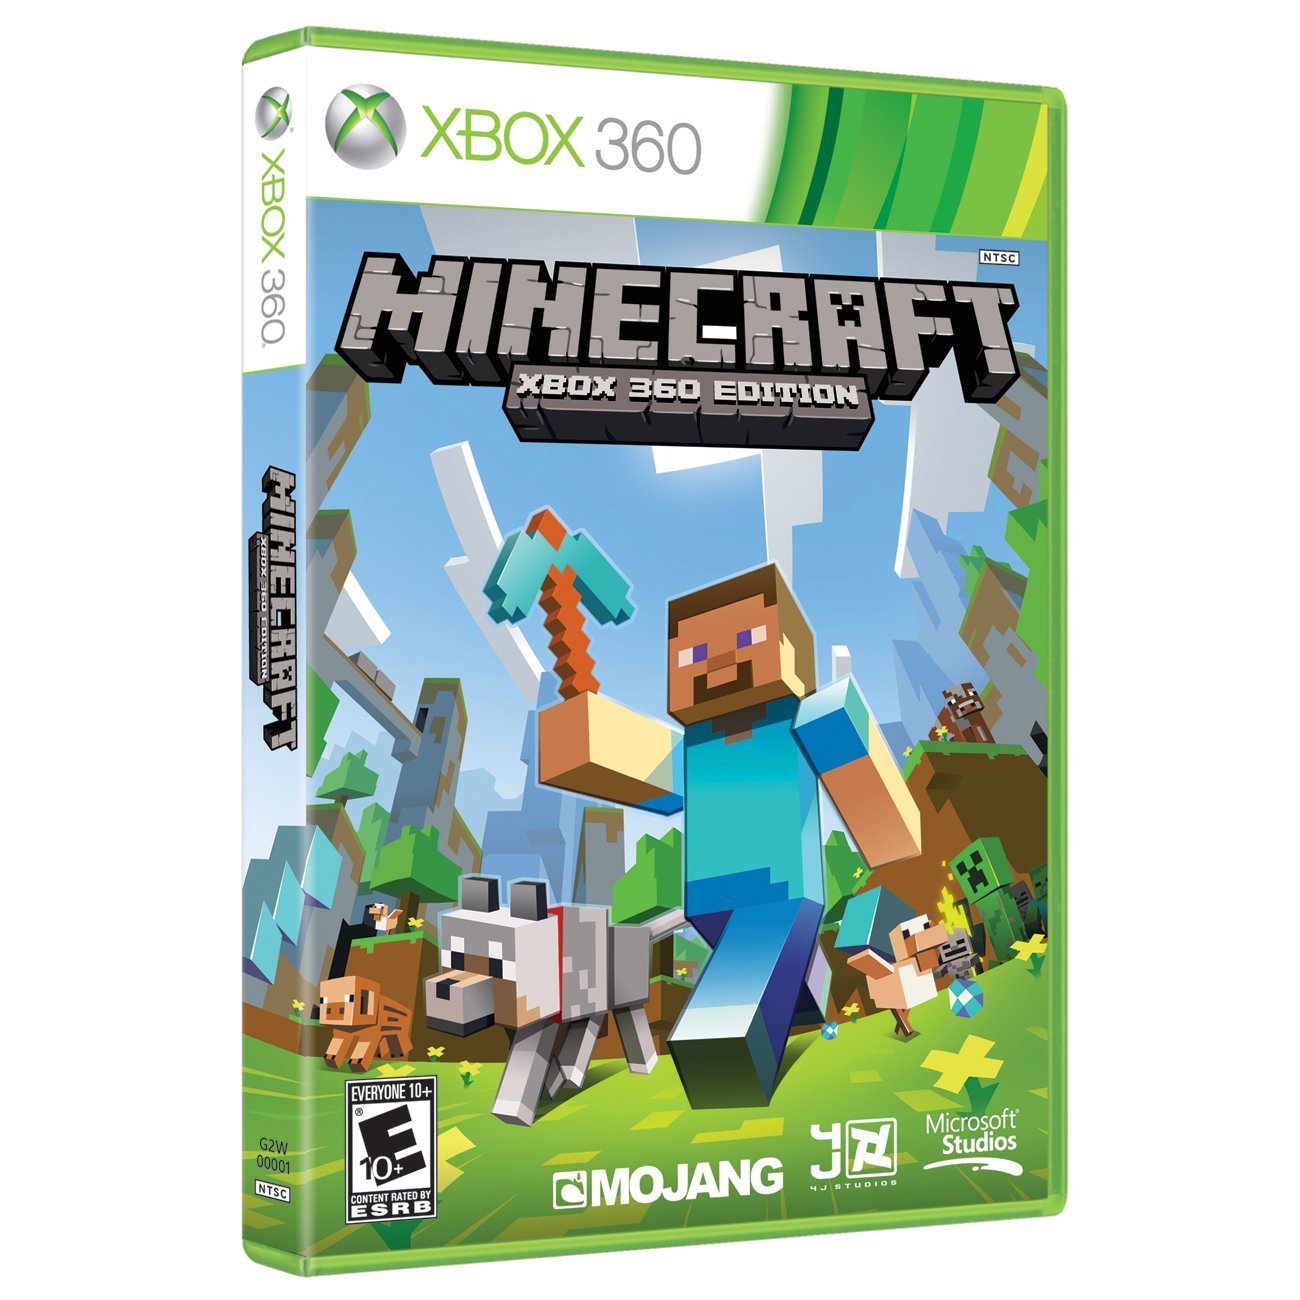 XBOX 360
XBOX 360
NTSC
MINECRAFT
XBOX 360 EDITION
MINECRAFT
XBOX 360 EDITION
EVERYONE 10+
E
10+
®
CONTENT RATED BY
ESRB
G2W
00001
NTSC
MOJANG
4J
4J STUDIOS
Microsoft®
Studios